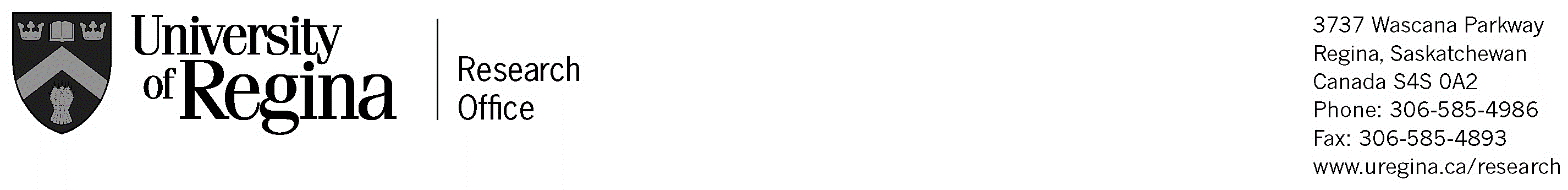 University
of Regina
Research
Office
3737 Wascana Parkway
Regina, Saskatchewan
Canada S4S 0A2
Phone: 306-585-4986
Fax: 306-585-4893
www.uregina.ca/research